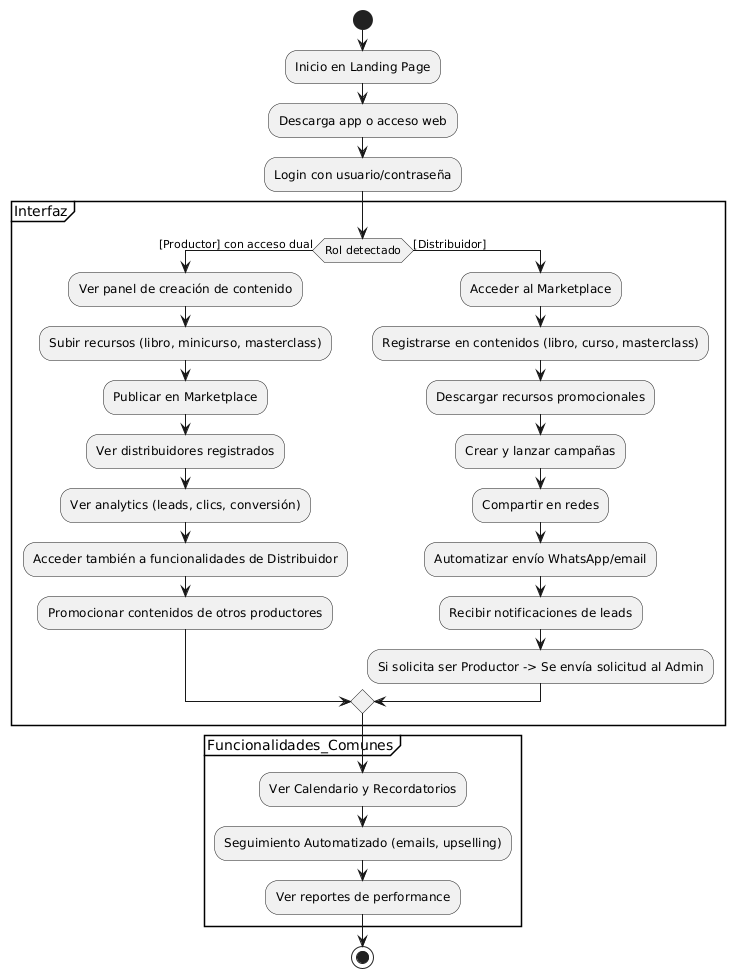 Inicio en Landing Page
Descarga app o acceso web
Login con usuario/contraseña
Interfaz
[Productor] con acceso dual
Rol detectado
[Distribuidor]
Ver panel de creación de contenido
Subir recursos (libro, minicurso, masterclass)
Publicar en Marketplace
Ver distribuidores registrados
Ver analytics (leads, clics, conversión)
Acceder también a funcionalidades de Distribuidor
Promocionar contenidos de otros productores
Acceder al Marketplace
Registrarse en contenidos (libro, curso, masterclass)
Descargar recursos promocionales
Crear y lanzar campañas
Compartir en redes
Automatizar envío WhatsApp/email
Recibir notificaciones de leads
Si solicita ser Productor -> Se envía solicitud al Admin
Funcionalidades_Comunes
Ver Calendario y Recordatorios
Seguimiento Automatizado (emails, upselling)
Ver reportes de performance